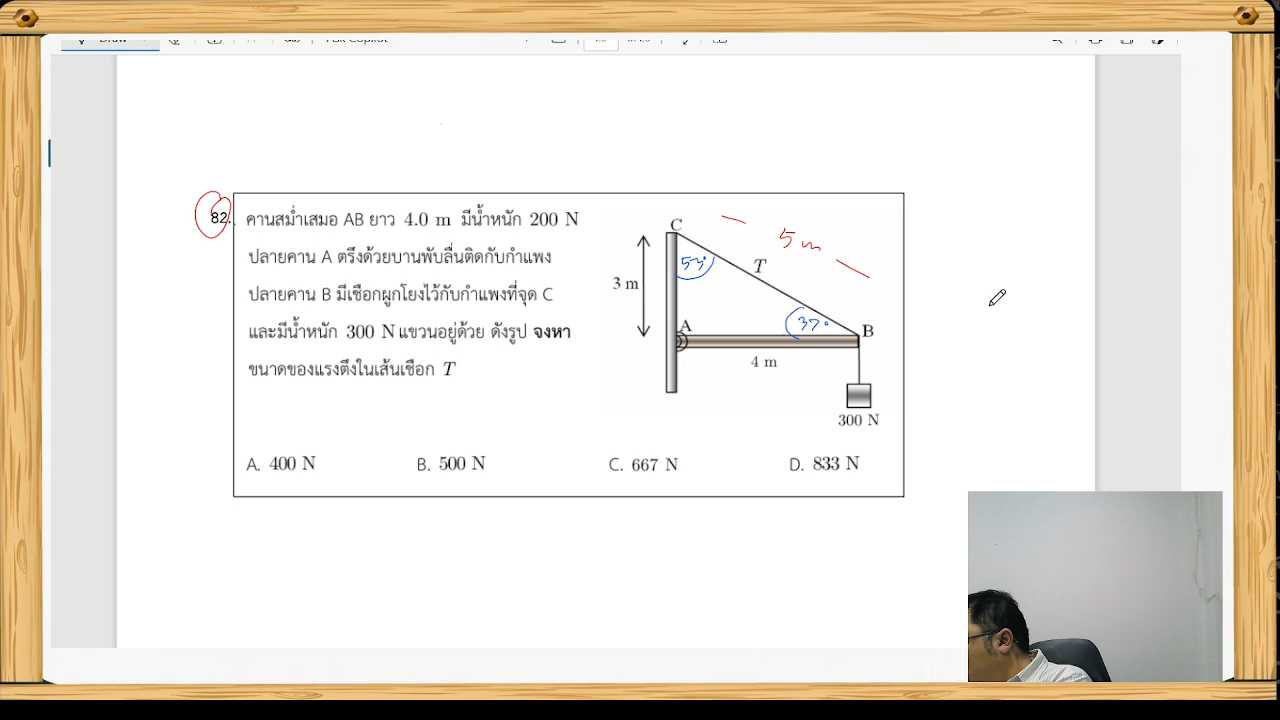 82. คานสม่ำเสมอ AB ยาว 4.0 m มีน้ำหนัก 200 N
ปลายคาน A ตรึงด้วยบานพับลื่นติดกับกำแพง
ปลายคาน B มีเชือกผูกโยงไว้กับกำแพงที่จุด C
และมีน้ำหนัก 300 N แขวนอยู่ด้วย ดังรูป จงหา
ขนาดของแรงตึงในเส้นเชือก T
C
5 m
53°
T
3 m
A
37°
B
4 m
300 N
A. 400 N B. 500 N C. 667 N D. 833 N